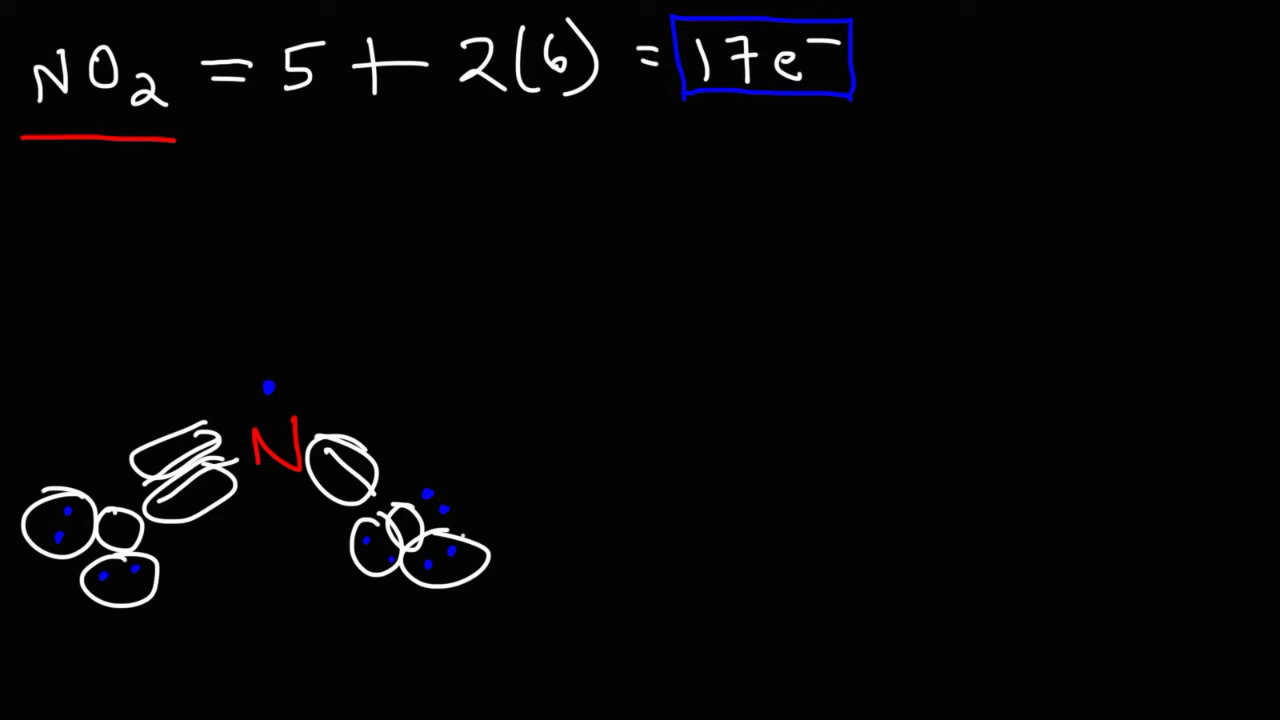 NO₂ = 5 + 2(6) = 17e⁻
N